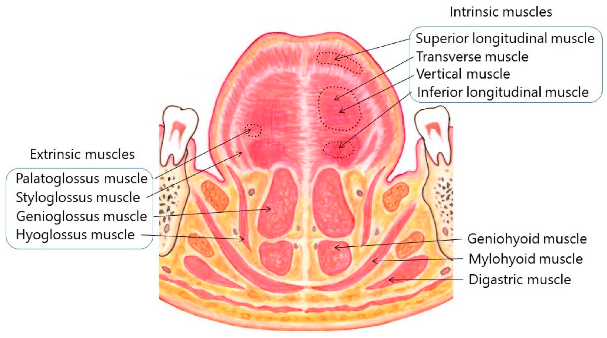 Intrinsic muscles
Superior longitudinal muscle
Transverse muscle
Vertical muscle
Inferior longitudinal muscle
Extrinsic muscles
Palatoglossus muscle
Styloglossus muscle
Genioglossus muscle
Hyoglossus muscle
Geniohyoid muscle
Mylohyoid muscle
Digastric muscle